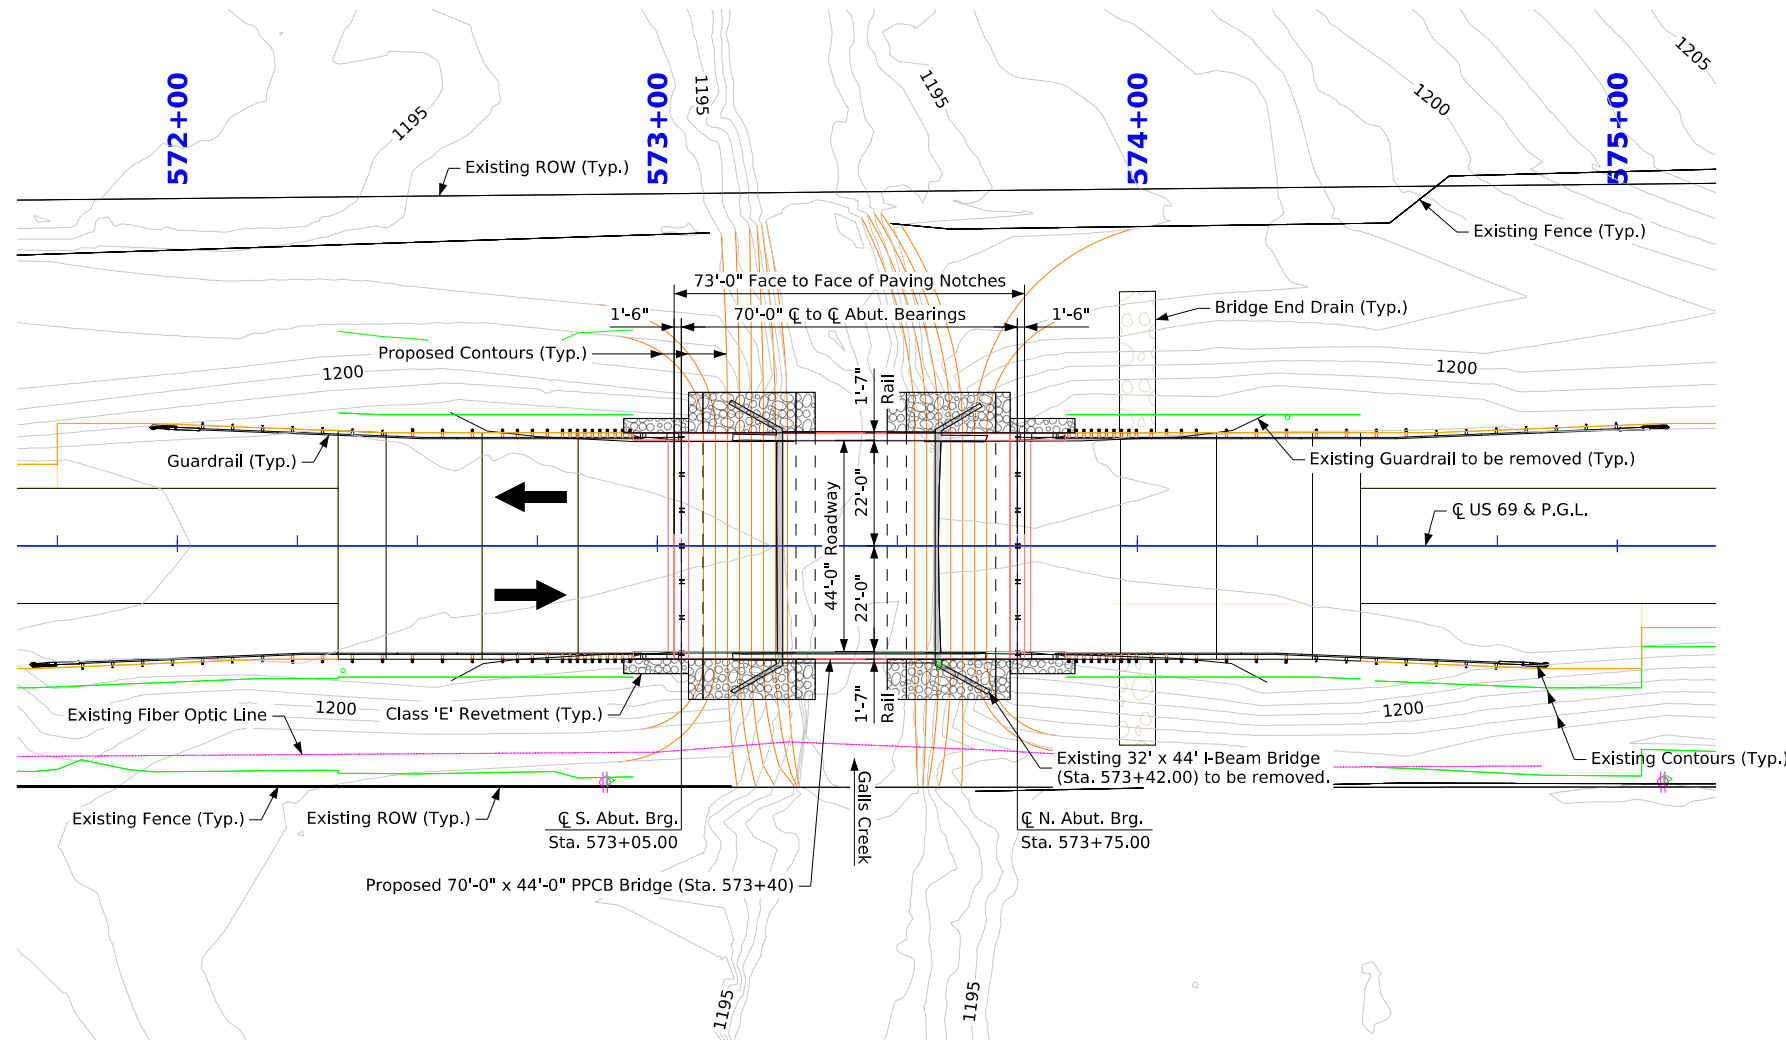 572+00
573+00
574+00
575+00
1195
1195
1195
1200
1205
Existing ROW (Typ.)
Existing Fence (Typ.)
73'-0" Face to Face of Paving Notches
1'-6"
70'-0" ℄ to ℄ Abut. Bearings
1'-6"
Bridge End Drain (Typ.)
Proposed Contours (Typ.)
1200
1200
1'-7"
Rail
Guardrail (Typ.)
Existing Guardrail to be removed (Typ.)
44'-0" Roadway
22'-0"
22'-0"
℄ US 69 & P.G.L.
1'-7"
Rail
1200
1200
Existing Fiber Optic Line
Class 'E' Revetment (Typ.)
Existing 32' x 44' I-Beam Bridge
(Sta. 573+42.00) to be removed.
Existing Contours (Typ.)
Galls Creek
Existing Fence (Typ.)
Existing ROW (Typ.)
℄ S. Abut. Brg.
Sta. 573+05.00
℄ N. Abut. Brg.
Sta. 573+75.00
Proposed 70'-0" x 44'-0" PPCB Bridge (Sta. 573+40)
1195
1195